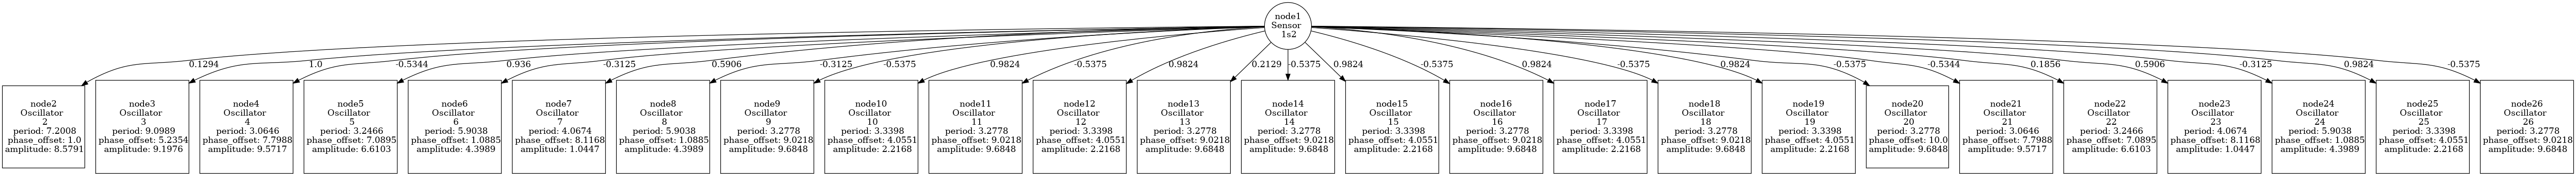 node1
Sensor
1s2
0.1294
1.0
-0.5344
0.936
-0.3125
0.5906
-0.3125
-0.5375
0.9824
-0.5375
0.9824
0.2129
-0.5375
0.9824
-0.5375
0.9824
-0.5375
0.9824
-0.5375
-0.5344
0.1856
0.5906
-0.3125
0.9824
-0.5375
node2
Oscillator
2
period: 7.2008
phase_offset: 1.0
amplitude: 8.5791
node3
Oscillator
3
period: 9.0989
phase_offset: 5.2354
amplitude: 9.1976
node4
Oscillator
4
period: 3.0646
phase_offset: 7.7988
amplitude: 9.5717
node5
Oscillator
5
period: 3.2466
phase_offset: 7.0895
amplitude: 6.6103
node6
Oscillator
6
period: 5.9038
phase_offset: 1.0885
amplitude: 4.3989
node7
Oscillator
7
period: 4.0674
phase_offset: 8.1168
amplitude: 1.0447
node8
Oscillator
8
period: 5.9038
phase_offset: 1.0885
amplitude: 4.3989
node9
Oscillator
9
period: 3.2778
phase_offset: 9.0218
amplitude: 9.6848
node10
Oscillator
10
period: 3.3398
phase_offset: 4.0551
amplitude: 2.2168
node11
Oscillator
11
period: 3.2778
phase_offset: 9.0218
amplitude: 9.6848
node12
Oscillator
12
period: 3.3398
phase_offset: 4.0551
amplitude: 2.2168
node13
Oscillator
13
period: 3.2778
phase_offset: 9.0218
amplitude: 9.6848
node14
Oscillator
14
period: 3.2778
phase_offset: 9.0218
amplitude: 9.6848
node15
Oscillator
15
period: 3.3398
phase_offset: 4.0551
amplitude: 2.2168
node16
Oscillator
16
period: 3.2778
phase_offset: 9.0218
amplitude: 9.6848
node17
Oscillator
17
period: 3.3398
phase_offset: 4.0551
amplitude: 2.2168
node18
Oscillator
18
period: 3.2778
phase_offset: 9.0218
amplitude: 9.6848
node19
Oscillator
19
period: 3.3398
phase_offset: 4.0551
amplitude: 2.2168
node20
Oscillator
20
period: 3.2778
phase_offset: 10.0
amplitude: 9.6848
node21
Oscillator
21
period: 3.0646
phase_offset: 7.7988
amplitude: 9.5717
node22
Oscillator
22
period: 3.2466
phase_offset: 7.0895
amplitude: 6.6103
node23
Oscillator
23
period: 4.0674
phase_offset: 8.1168
amplitude: 1.0447
node24
Oscillator
24
period: 5.9038
phase_offset: 1.0885
amplitude: 4.3989
node25
Oscillator
25
period: 3.3398
phase_offset: 4.0551
amplitude: 2.2168
node26
Oscillator
26
period: 3.2778
phase_offset: 9.0218
amplitude: 9.6848